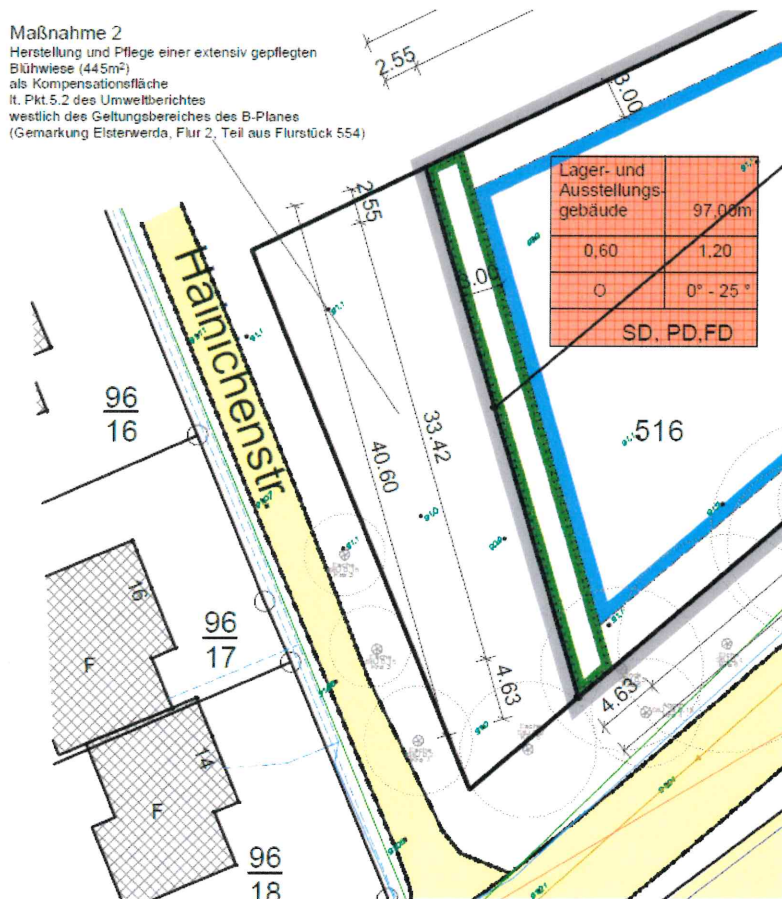 Maßnahme 2
Herstellung und Pflege einer extensiv gepflegten
Blühwiese (445m²)
als Kompensationsfläche
lt. Pkt.5.2 des Umweltberichtes
westlich des Geltungsbereiches des B-Planes
(Gemarkung Elsterwerda, Flur 2, Teil aus Flurstück 554)
2.55
3.00
Lager- und
Ausstellungs-
gebäude
97,00m
0,60
1,20
O
0° - 25 °
SD, PD,FD
2.55
3.00
Hainichenstr
96
16
33.42
40.60
516
16
F
96
17
4.63
4.63
14
F
96
18